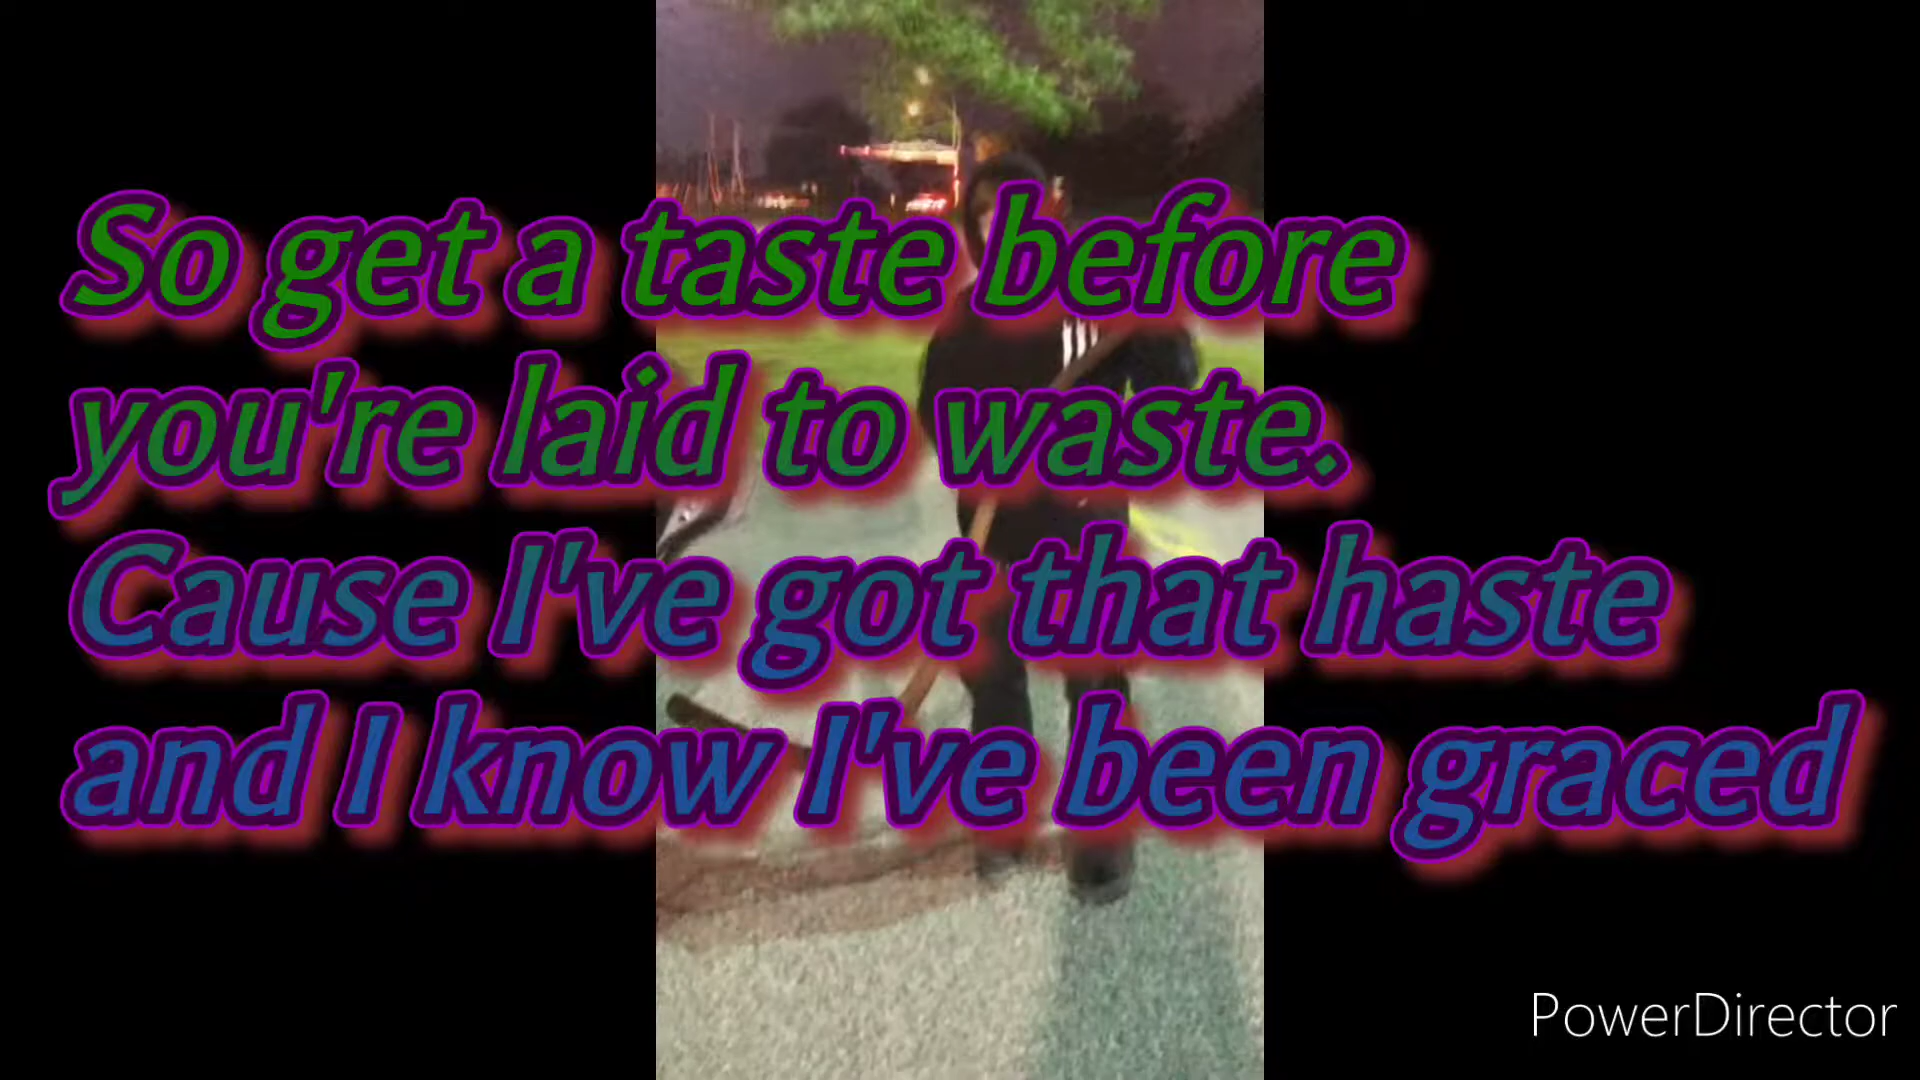 So get a taste before
you're laid to waste.
Cause I've got that haste
and I know I've been graced
PowerDirector